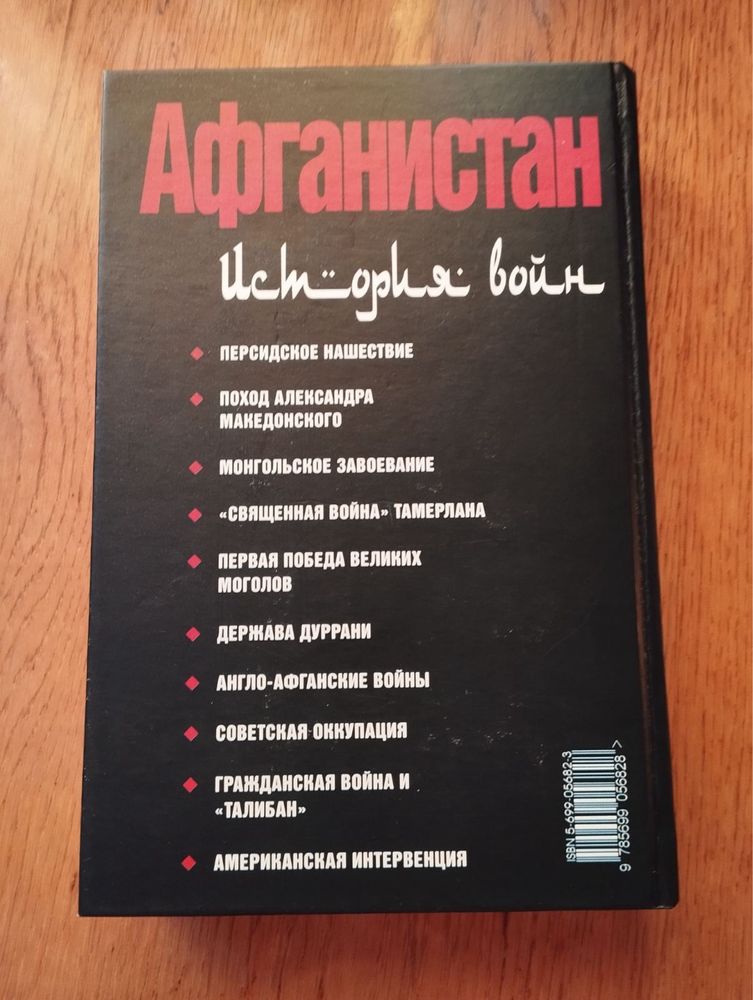 Афганистан
История войн
ПЕРСИДСКОЕ НАШЕСТВИЕ
ПОХОД АЛЕКСАНДРА
МАКЕДОНСКОГО
МОНГОЛЬСКОЕ ЗАВОЕВАНИЕ
«СВЯЩЕННАЯ ВОЙНА» ТАМЕРЛАНА
ПЕРВАЯ ПОБЕДА ВЕЛИКИХ
МОГОЛОВ
ДЕРЖАВА ДУРРАНИ
АНГЛО-АФГАНСКИЕ ВОЙНЫ
СОВЕТСКАЯ ОККУПАЦИЯ
ГРАЖДАНСКАЯ ВОЙНА И
«ТАЛИБАН»
АМЕРИКАНСКАЯ ИНТЕРВЕНЦИЯ
ISBN 5-699-05682-3
9 785699 056828 >